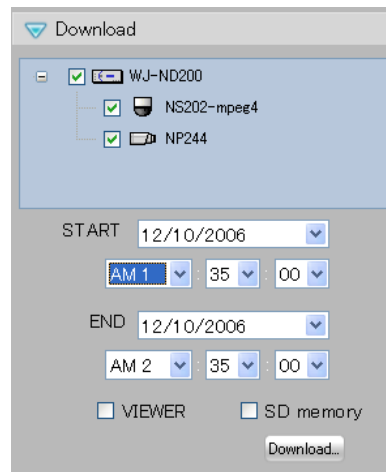 Download
WJ-ND200
NS202-mpeg4
NP244
START 12/10/2006
AM 1 : 35 : 00
END 12/10/2006
AM 2 : 35 : 00
VIEWER SD memory
Download...